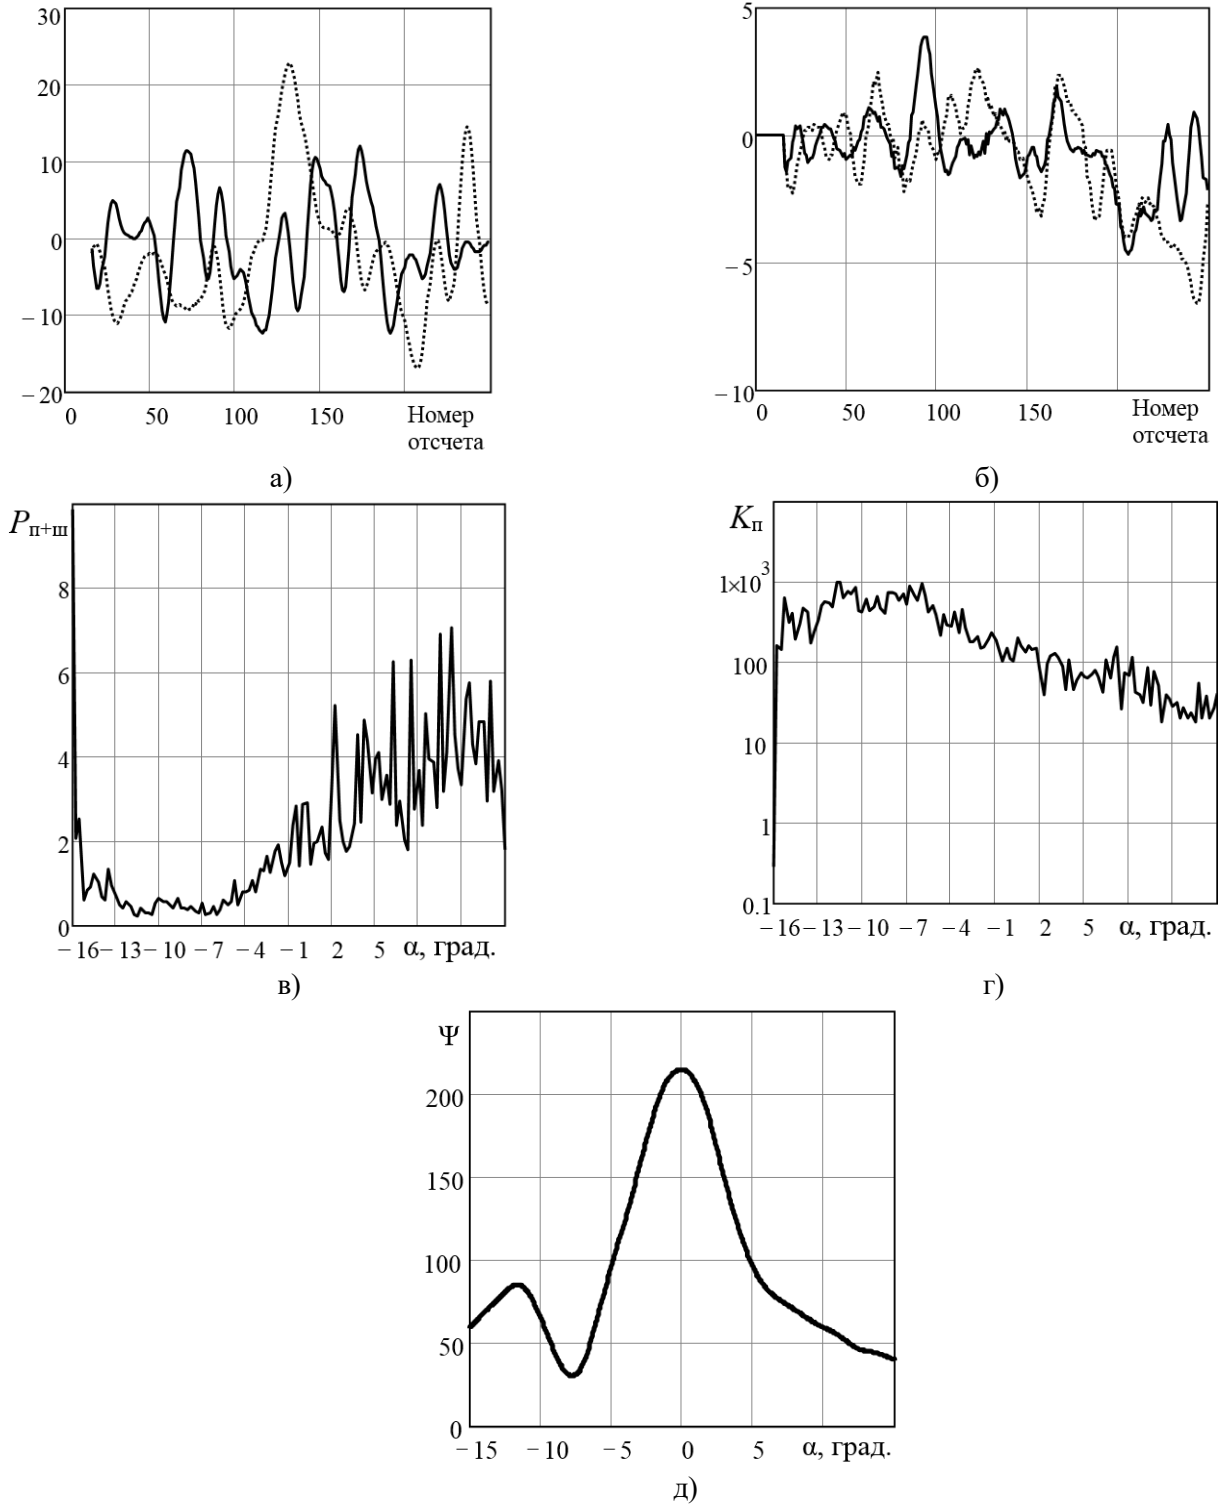 30
20
10
0
− 10
− 20
0 50 100 150 Номер
отсчета
а)
5
0
− 5
− 10
0 50 100 150 Номер
отсчета
б)
Pп+ш
8
6
4
2
0
− 16 − 13 − 10 − 7 − 4 − 1 2 5 α, град.
в)
Kп
1×10³
100
10
1
0.1
− 16 − 13 − 10 − 7 − 4 − 1 2 5 α, град.
г)
Ψ
200
150
100
50
0
− 15 − 10 − 5 0 5 α, град.
д)